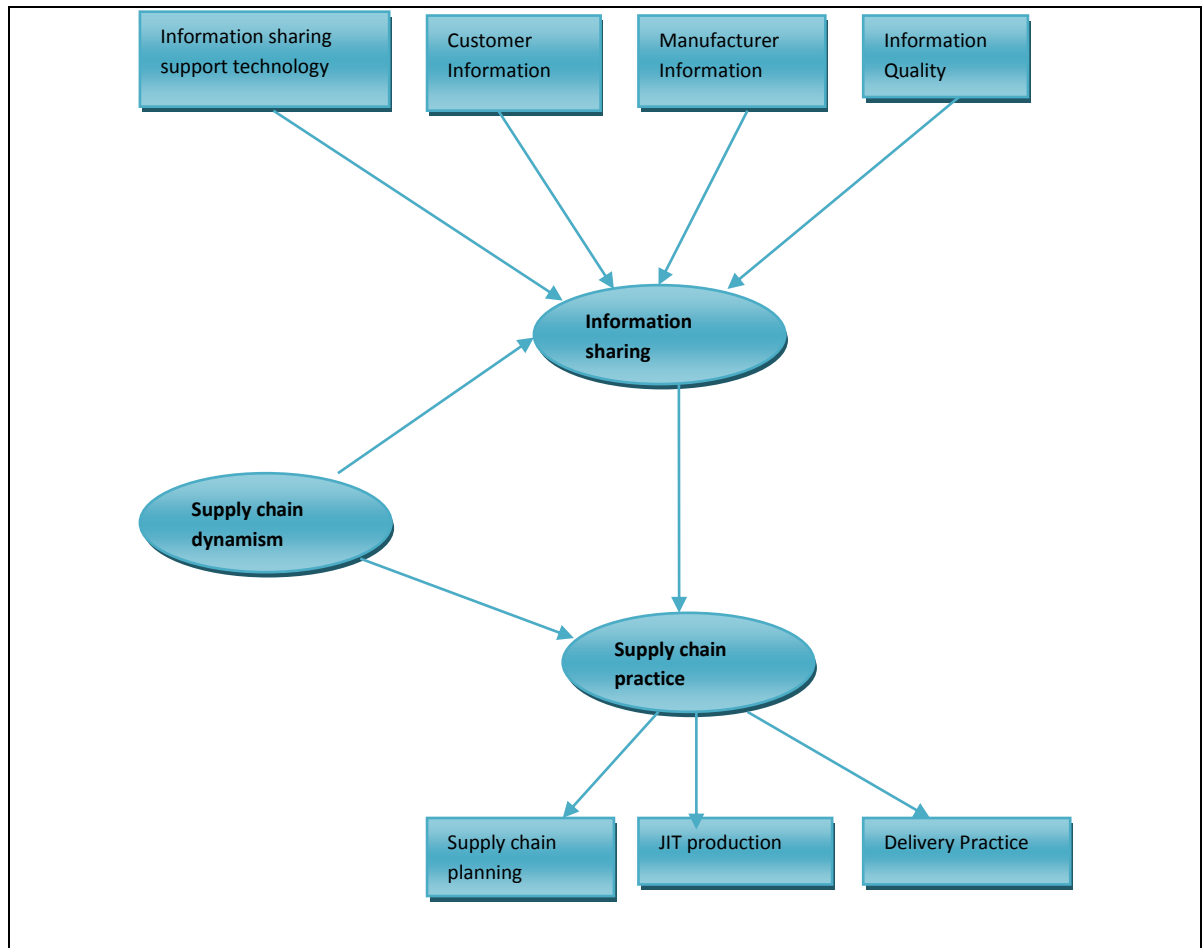 Information sharing
support technology
Customer
Information
Manufacturer
Information
Information
Quality
Information
sharing
Supply chain
dynamism
Supply chain
practice
Supply chain
planning
JIT production
Delivery Practice